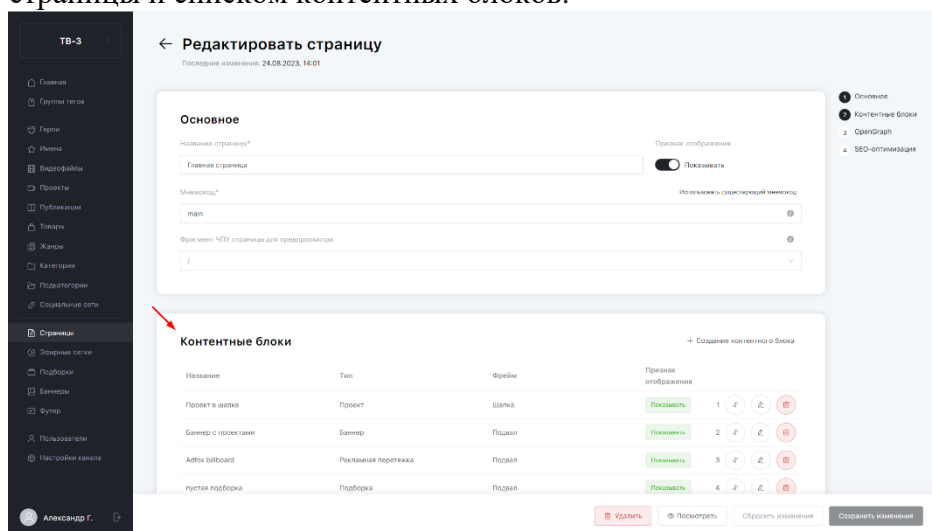 страницы и списком контентных блоков.
ТВ-3
Редактировать страницу
Последние изменения: 24.08.2023, 14:01
Главная
Группы тегов
Герои
Имена
Видеофайлы
Проекты
Публикации
Товары
Жанры
Категории
Подкатегории
Социальные сети
Страницы
Эфирные сетки
Подборки
Баннеры
Футер
Пользователи
Настройки канала
Александр Г.
Основное
Название страницы*
Признак отображения
Главная страница
Показывать
Мнемокод*
Использовать существующий мнемокод
main
Фрагмент ЧПУ страницы для предпросмотра
/
Контентные блоки
+ Создание контентного блока
Название Тип Фрейм Признак отображения
Проект в шапке Проект Шапка Показывать 1
Баннер с проектами Баннер Подвал Показывать 2
Adfox billboard Рекламная перетяжка Подвал Показывать 3
пустая подборка Подборка Подвал Показывать 4
1 Основное
2 Контентные блоки
3 OpenGraph
4 SEO-оптимизация
Удалить
Посмотреть
Сбросить изменения
Сохранить изменения